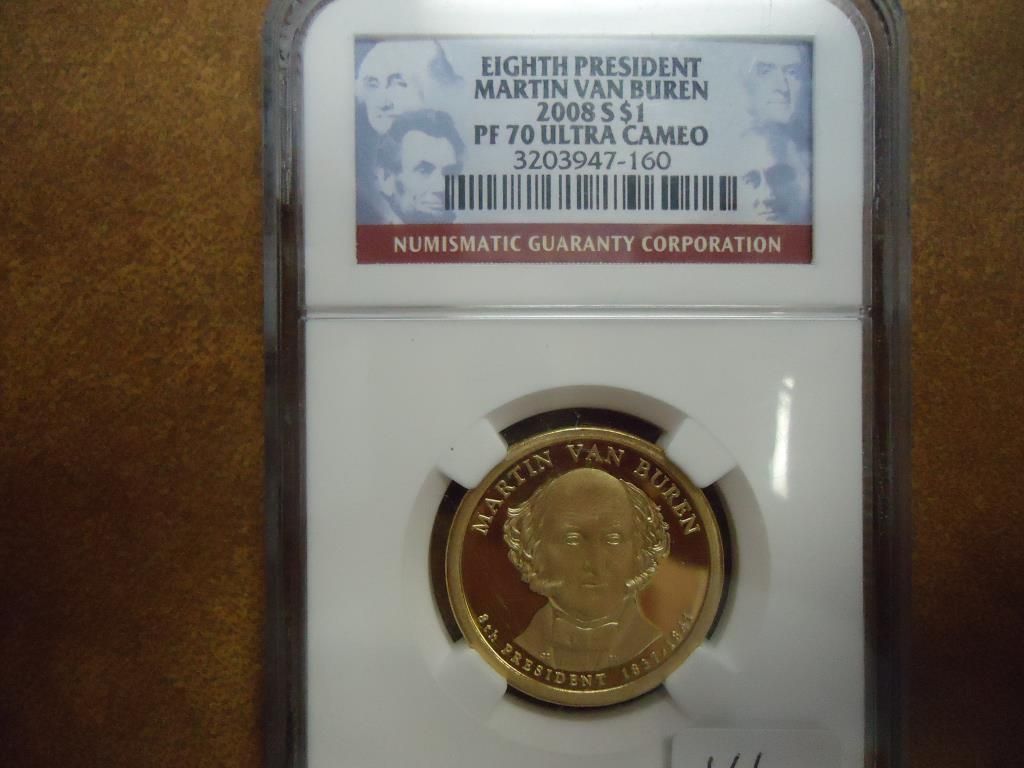 EIGHTH PRESIDENT
MARTIN VAN BUREN
2008 S $1
PF 70 ULTRA CAMEO
3203947-160
NUMISMATIC GUARANTY CORPORATION
MARTIN VAN BUREN
8th PRESIDENT 1837-1841